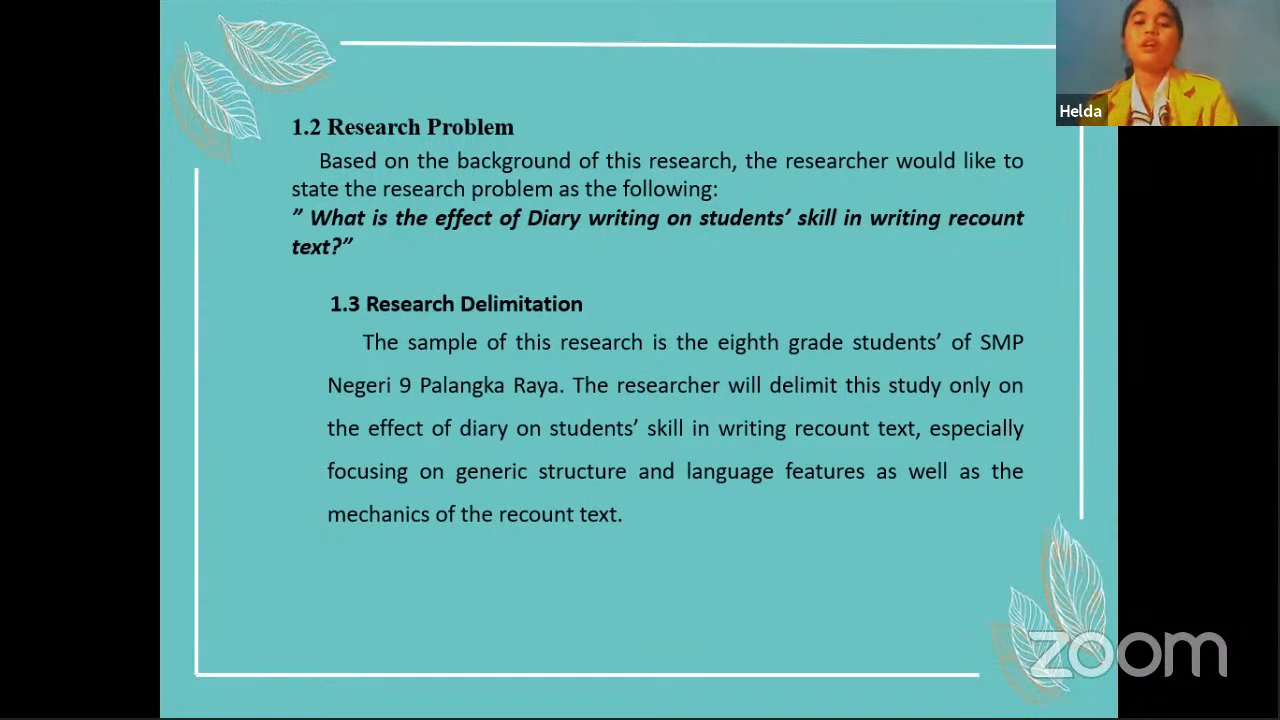 Helda
1.2 Research Problem
Based on the background of this research, the researcher would like to
state the research problem as the following:
” What is the effect of Diary writing on students’ skill in writing recount
text?”
1.3 Research Delimitation
The sample of this research is the eighth grade students’ of SMP
Negeri 9 Palangka Raya. The researcher will delimit this study only on
the effect of diary on students’ skill in writing recount text, especially
focusing on generic structure and language features as well as the
mechanics of the recount text.
zoom